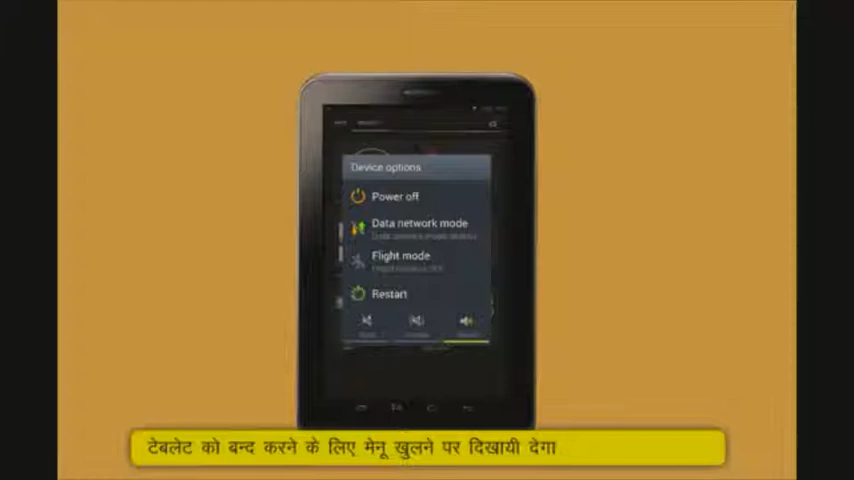 Device options
Power off
Data network mode
Flight mode
Restart
टेबलेट को बन्द करने के लिए मेनू खुलने पर दिखायी देगा